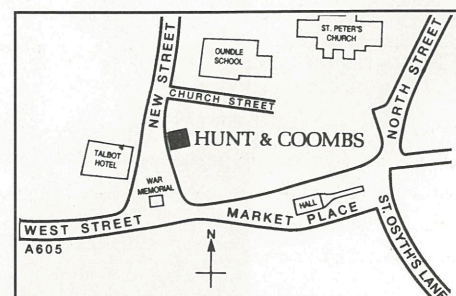 ST. PETER'S
CHURCH
OUNDLE
SCHOOL
NEW STREET
NORTH STREET
CHURCH STREET
HUNT & COOMBS
TALBOT
HOTEL
WAR
MEMORIAL
HALL
MARKET PLACE
WEST STREET
A605
N
ST. OSYTH'S LANE